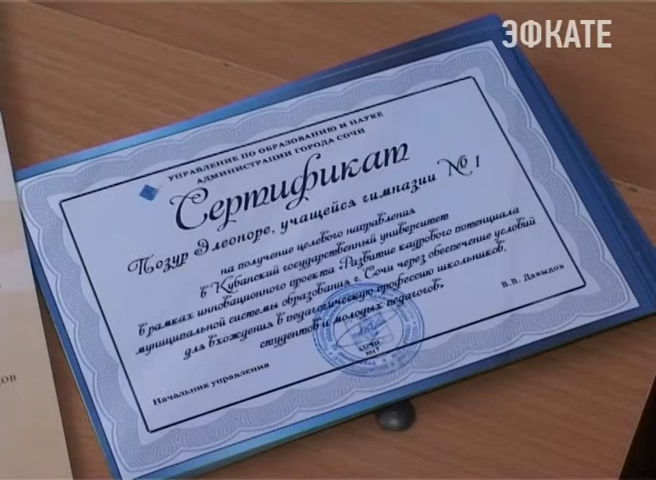 ЭФКАТЕ
УПРАВЛЕНИЕ ПО ОБРАЗОВАНИЮ И НАУКЕ
АДМИНИСТРАЦИИ ГОРОДА СОЧИ
Сертификат
Позур Элеоноре, учащейся гимназии № 1
на получение целевого направления
в Кубанский государственный университет
в рамках инновационного проекта «Развитие кадрового потенциала
муниципальной системы образования г. Сочи через обеспечение условий
для вхождения в педагогическую профессию школьников,
студентов и молодых педагогов»
Начальник управления
В.В. Давыдов
СОЧИ